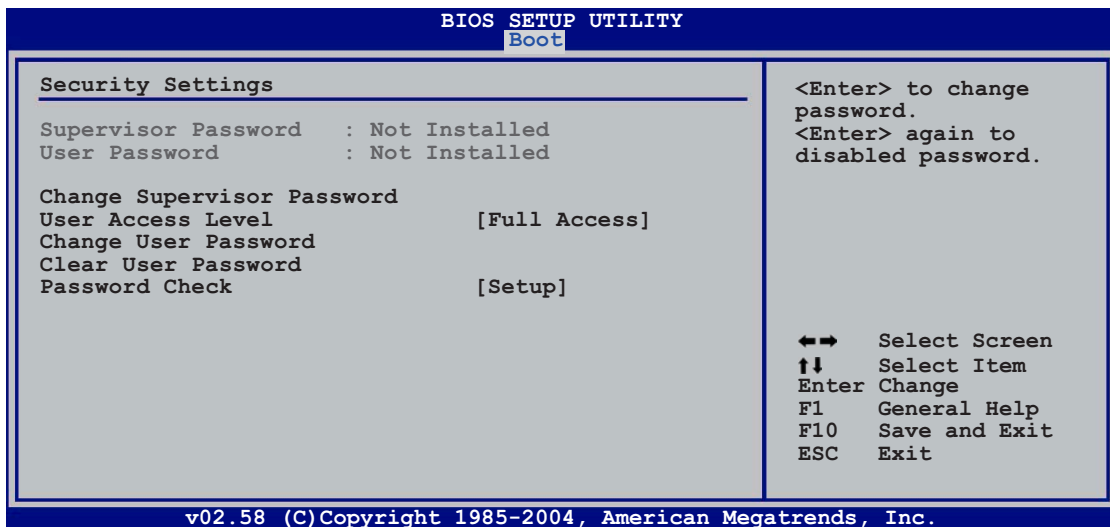 BIOS SETUP UTILITY
Boot
Security Settings
Supervisor Password : Not Installed
User Password : Not Installed
Change Supervisor Password
User Access Level [Full Access]
Change User Password
Clear User Password
Password Check [Setup]
<Enter> to change
password.
<Enter> again to
disabled password.
←→ Select Screen
↑↓ Select Item
Enter Change
F1 General Help
F10 Save and Exit
ESC Exit
v02.58 (C)Copyright 1985-2004, American Megatrends, Inc.